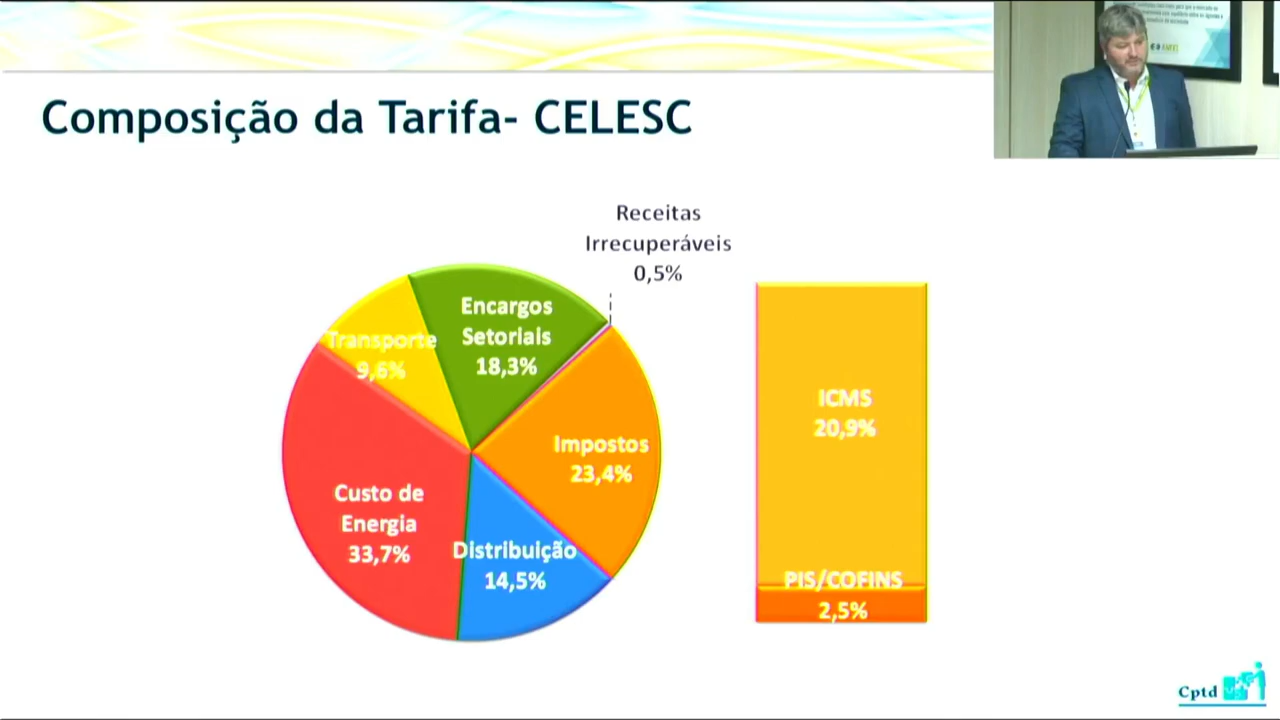 Composição da Tarifa- CELESC
Receitas
Irrecuperáveis
0,5%
Encargos
Setoriais
18,3%
Transporte
9,6%
Impostos
23,4%
Custo de
Energia
33,7%
Distribuição
14,5%
ICMS
20,9%
PIS/COFINS
2,5%
Cptd